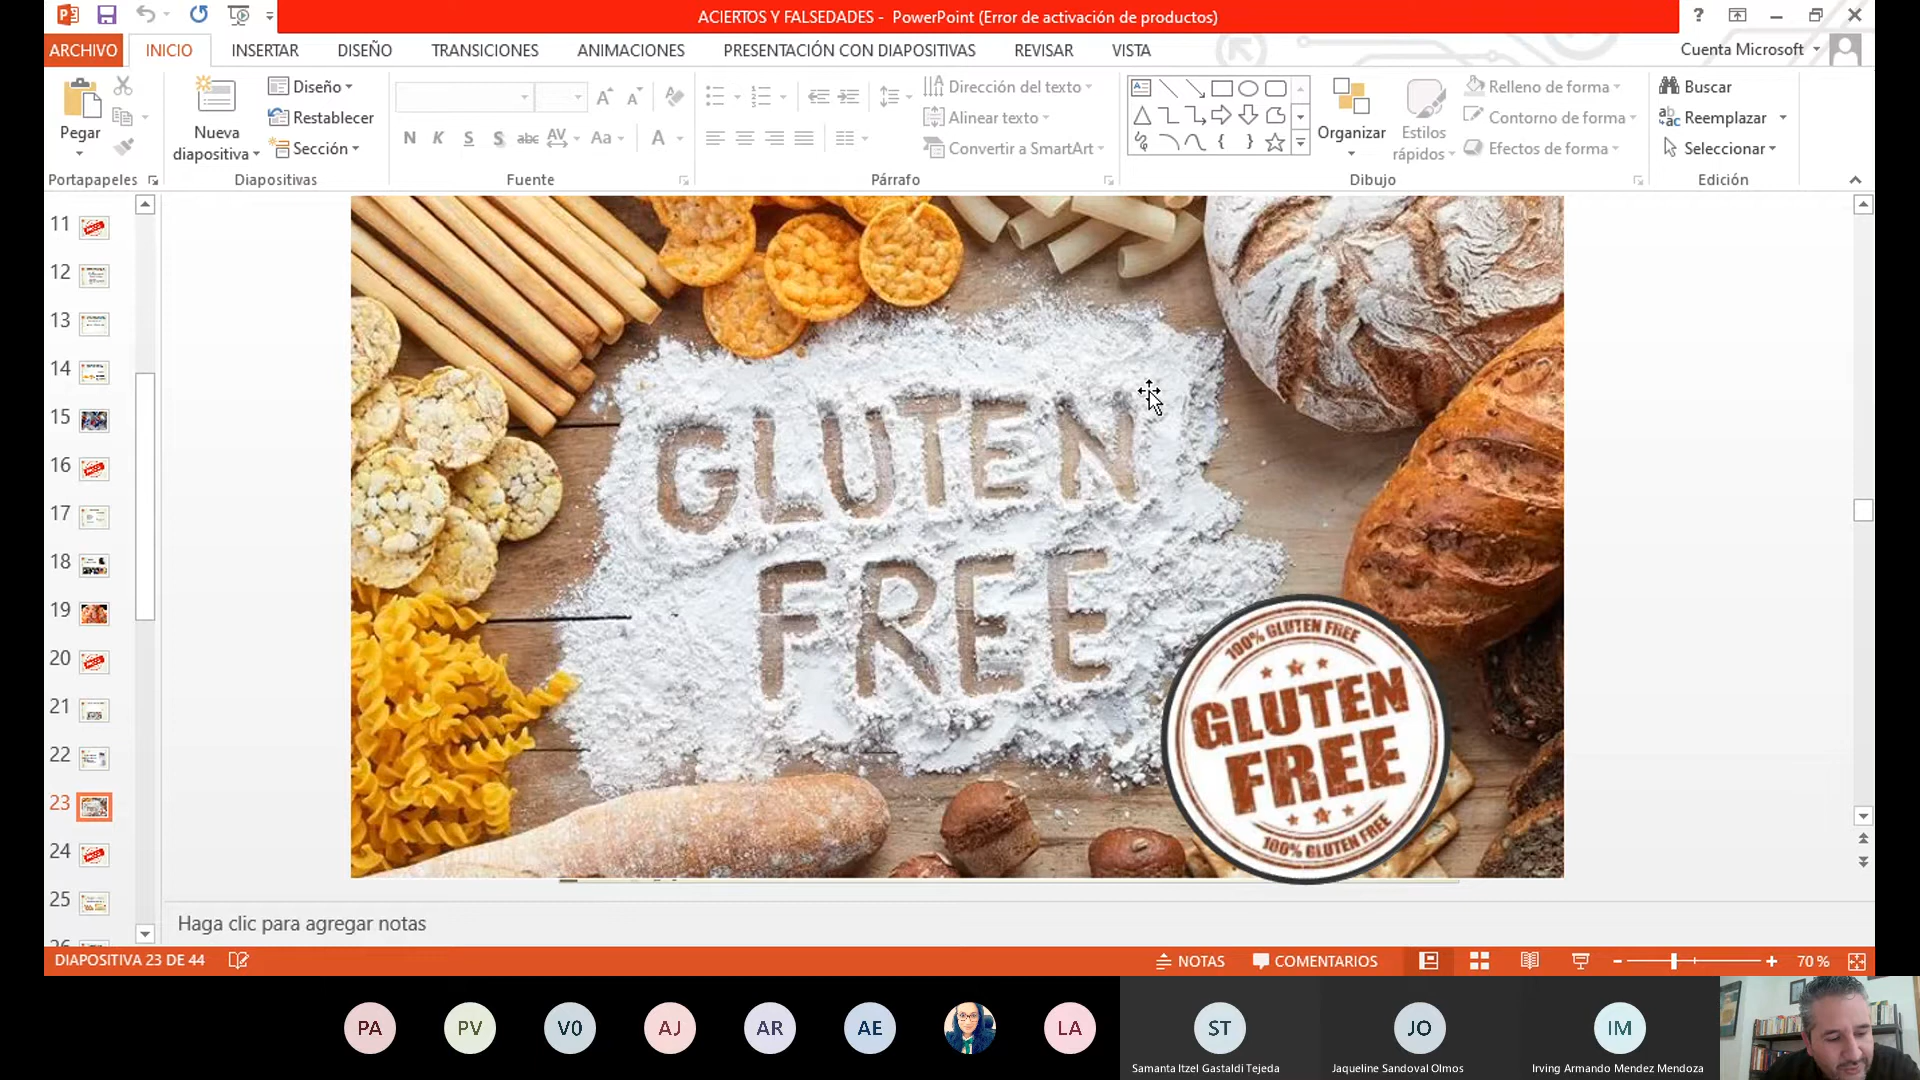 ACIERTOS Y FALSEDADES - PowerPoint (Error de activación de productos)
ARCHIVO INICIO INSERTAR DISEÑO TRANSICIONES ANIMACIONES PRESENTACIÓN CON DIAPOSITIVAS REVISAR VISTA Cuenta Microsoft
Pegar
Nueva
diapositiva
Diseño
Restablecer
Sección
N K S S abc AV Aa A
Dirección del texto
Alinear texto
Convertir a SmartArt
Organizar
Estilos
rápidos
Relleno de forma
Contorno de forma
Efectos de forma
Buscar
Reemplazar
Seleccionar
Portapapeles Diapositivas Fuente Párrafo Dibujo Edición
11
12
13
14
15
16
17
18
19
20
21
22
23
24
25
26
GLUTEN
FREE
100% GLUTEN FREE
GLUTEN
FREE
100% GLUTEN FREE
Haga clic para agregar notas
DIAPOSITIVA 23 DE 44 NOTAS COMENTARIOS 70 %
PA PV V0 AJ AR AE LA ST JO IM
Samanta Itzel Gastaldi Tejeda Jaqueline Sandoval Olmos Irving Armando Mendez Mendoza